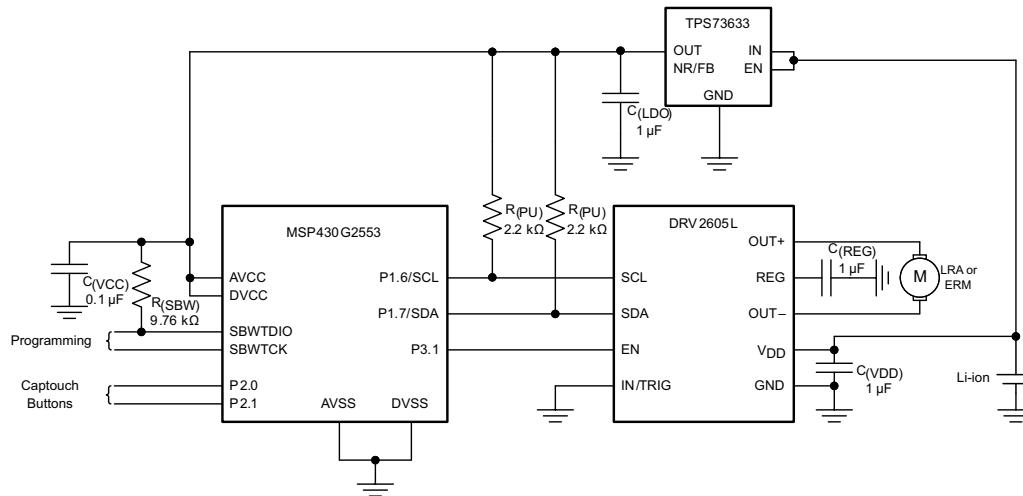 TPS73633
OUT
IN
NR/FB
EN
GND
C(LDO)
1 µF
R(PU)
2.2 kΩ
R(PU)
2.2 kΩ
MSP430G2553
AVCC
DVCC
SBWTDIO
SBWTCK
P2.0
P2.1
AVSS
DVSS
P1.6/SCL
P1.7/SDA
P3.1
C(VCC)
0.1 µF
R(SBW)
9.76 kΩ
Programming
Captouch
Buttons
DRV2605L
SCL
SDA
EN
IN/TRIG
OUT+
REG
OUT–
VDD
GND
C(REG)
1 µF
M
LRA or
ERM
C(VDD)
1 µF
Li-ion